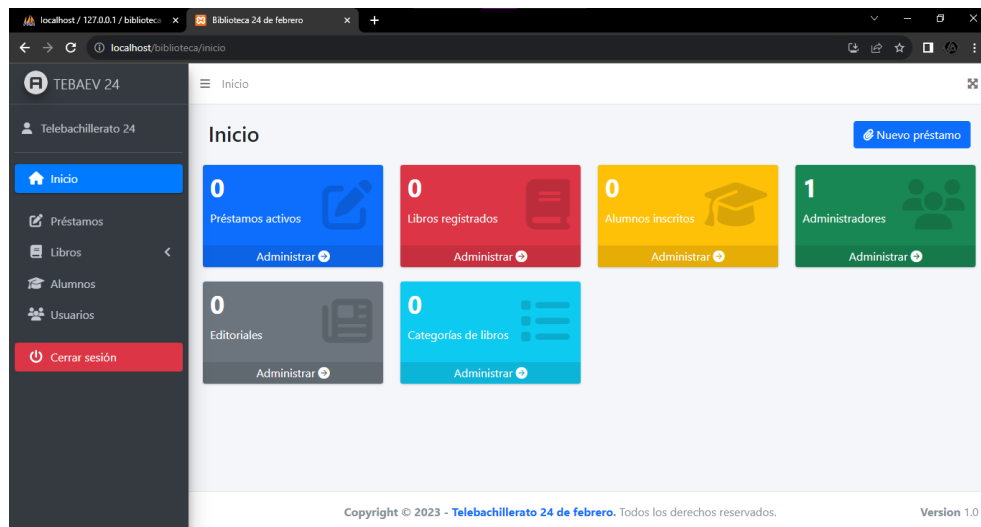 localhost / 127.0.0.1 / biblioteca
Biblioteca 24 de febrero
localhost/biblioteca/inicio
TEBAEV 24
Inicio
Telebachillerato 24
Inicio
Nuevo préstamo
Inicio
0
Préstamos activos
Administrar
0
Libros registrados
Administrar
0
Alumnos inscritos
Administrar
1
Administradores
Administrar
Préstamos
Libros
Alumnos
Usuarios
Cerrar sesión
0
Editoriales
Administrar
0
Categorías de libros
Administrar
Copyright © 2023 - Telebachillerato 24 de febrero. Todos los derechos reservados.
Version 1.0